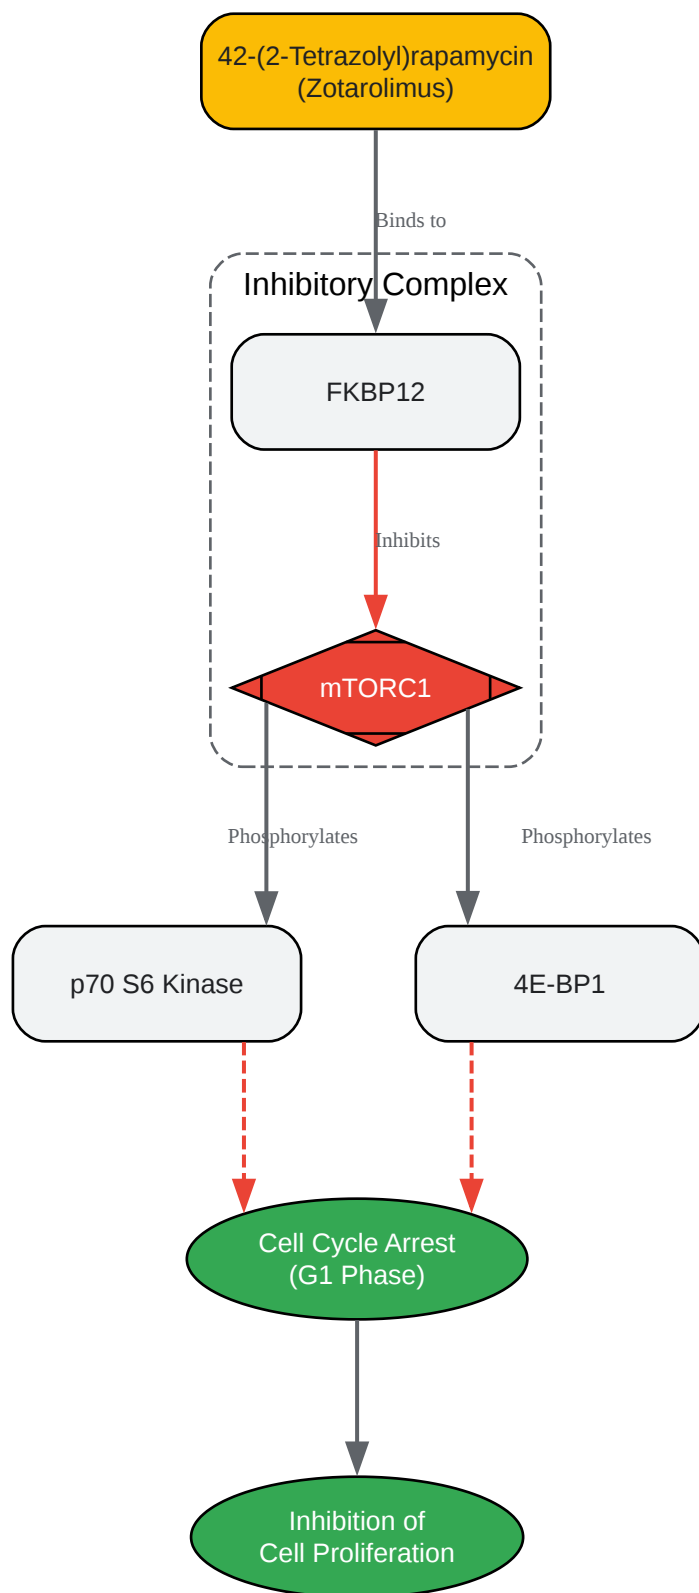 42-(2-Tetrazolyl)rapamycin
(Zotarolimus)
Binds to
Inhibitory Complex
FKBP12
Inhibits
mTORC1
Phosphorylates
Phosphorylates
p70 S6 Kinase
4E-BP1
Cell Cycle Arrest
(G1 Phase)
Inhibition of
Cell Proliferation